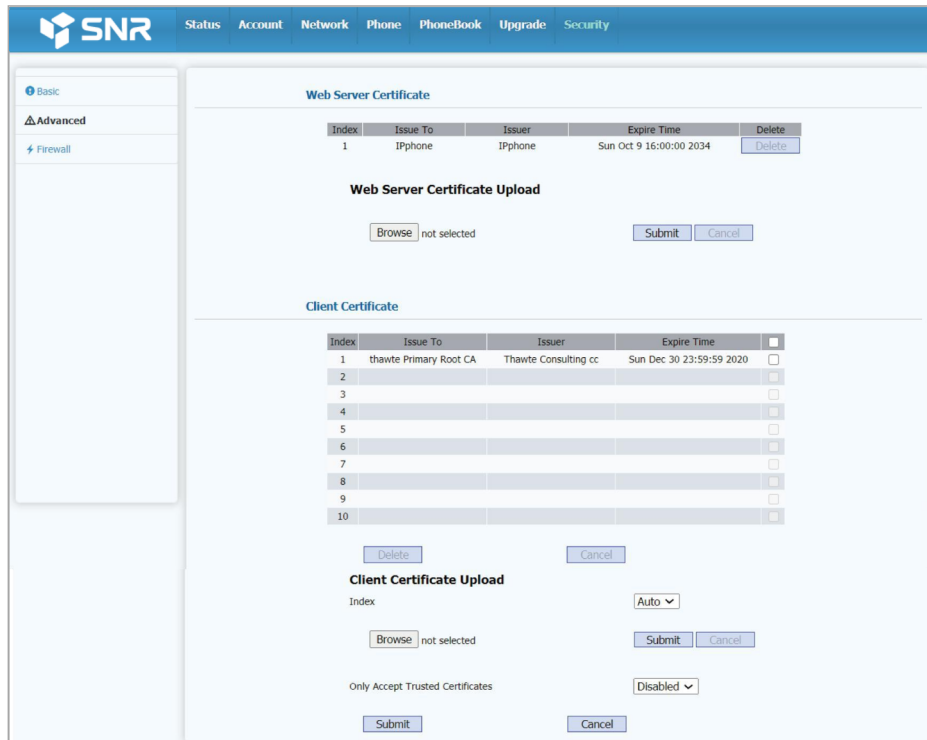 SNR
Status Account Network Phone PhoneBook Upgrade Security
Basic
Advanced
Firewall
Web Server Certificate
Index Issue To Issuer Expire Time Delete
1 IPphone IPphone Sun Oct 9 16:00:00 2034 Delete
Web Server Certificate Upload
Browse not selected Submit Cancel
Client Certificate
Index Issue To Issuer Expire Time
1 thawte Primary Root CA Thawte Consulting cc Sun Dec 30 23:59:59 2020
2
3
4
5
6
7
8
9
10
Delete Cancel
Client Certificate Upload
Index Auto
Browse not selected Submit Cancel
Only Accept Trusted Certificates Disabled
Submit Cancel